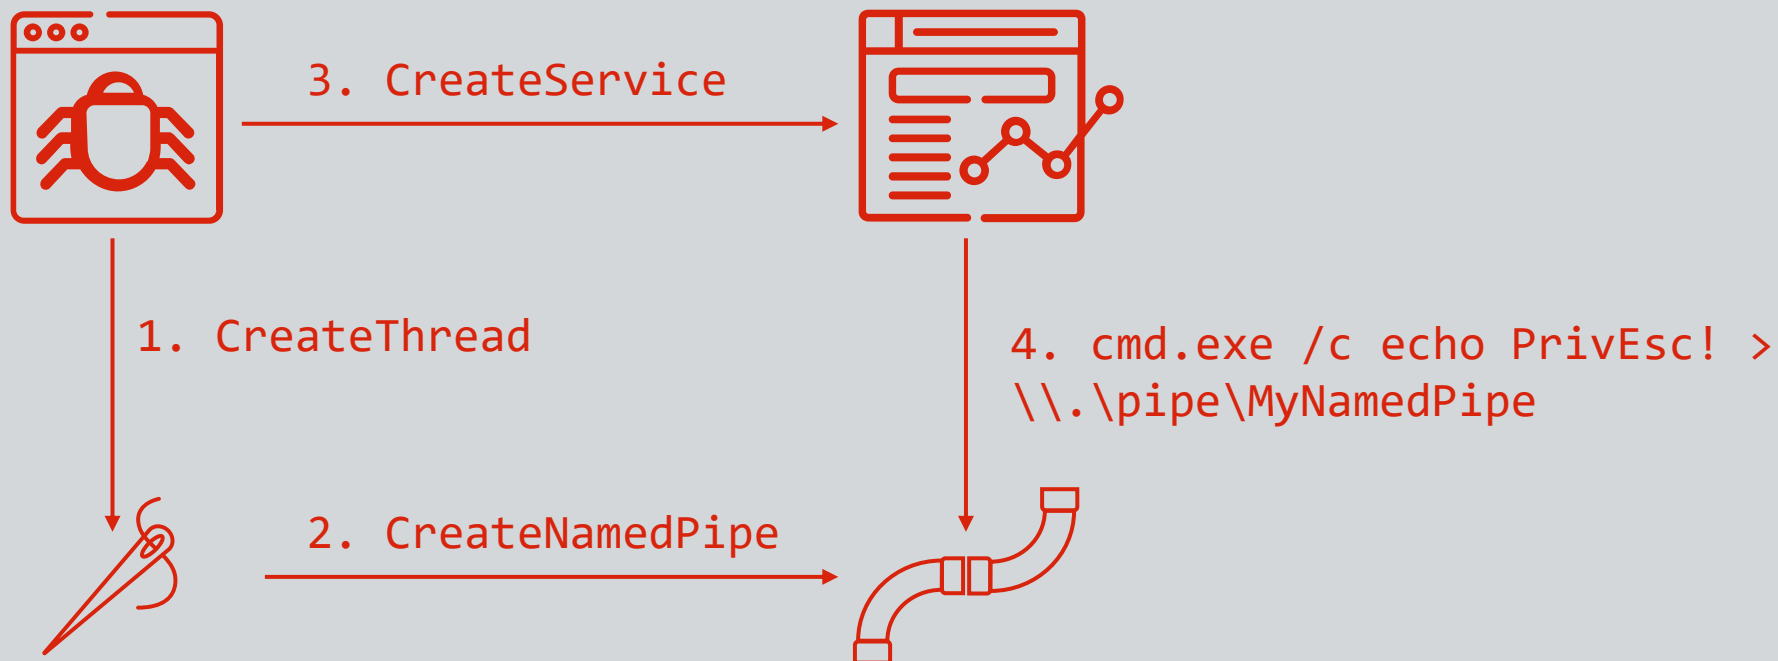 3. CreateService
1. CreateThread
4. cmd.exe /c echo PrivEsc! >
\\.\pipe\MyNamedPipe
2. CreateNamedPipe